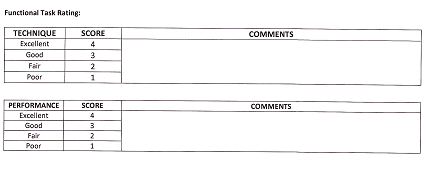 Functional Task Rating:
TECHNIQUE SCORE COMMENTS
Excellent 4
Good 3
Fair 2
Poor 1
PERFORMANCE SCORE COMMENTS
Excellent 4
Good 3
Fair 2
Poor 1